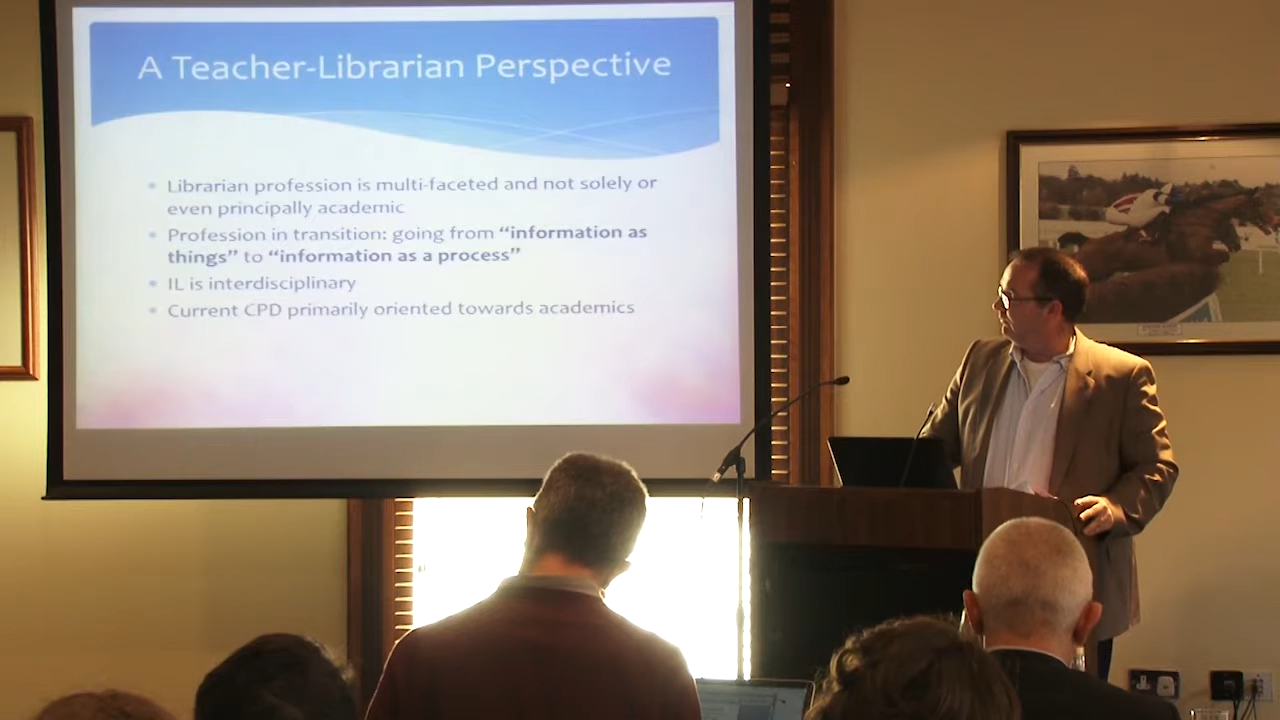 A Teacher-Librarian Perspective
Librarian profession is multi-faceted and not solely or
even principally academic
Profession in transition: going from “information as
things” to “information as a process”
IL is interdisciplinary
Current CPD primarily oriented towards academics